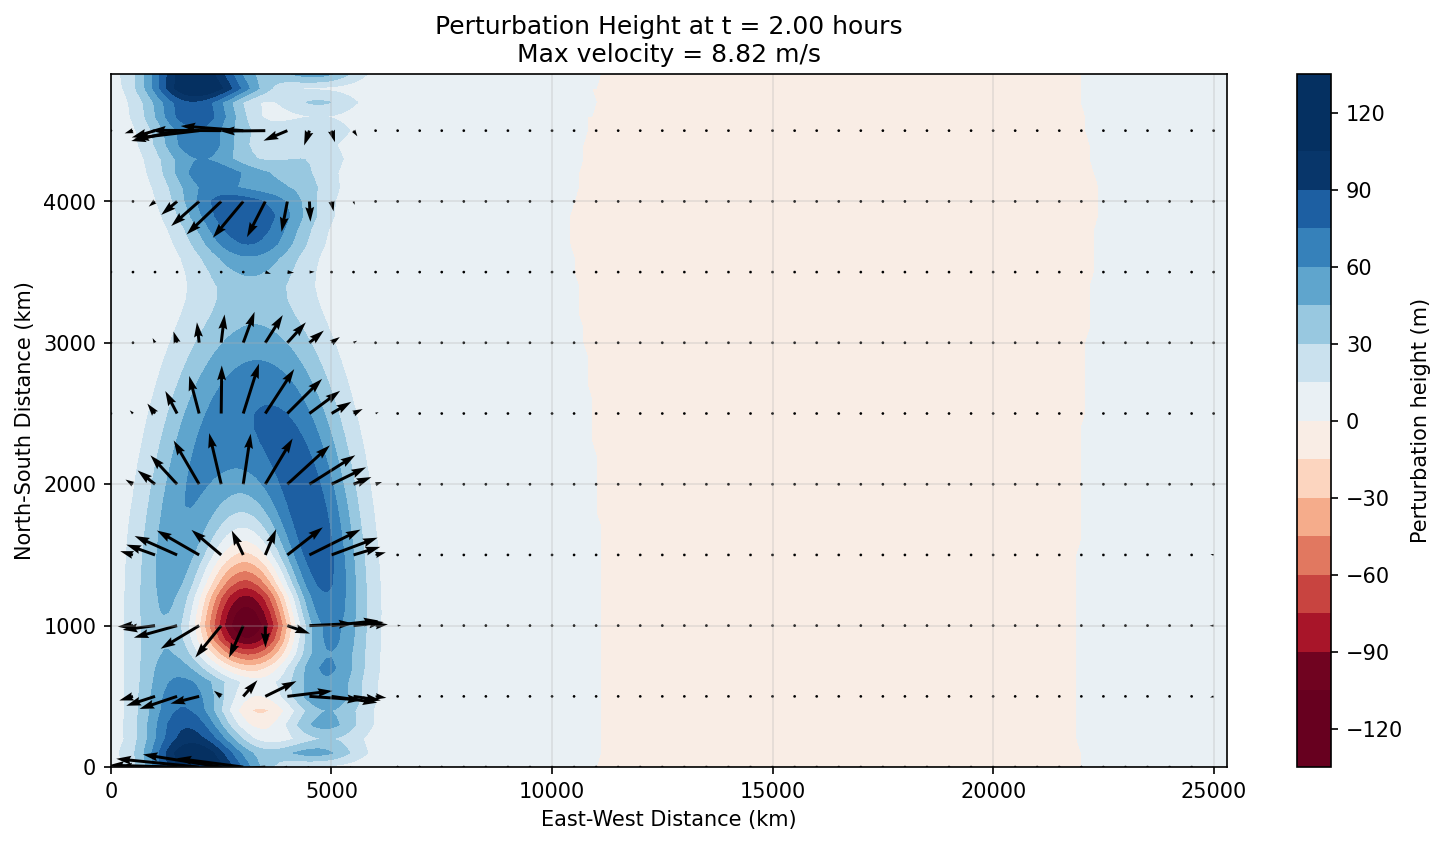 Perturbation Height at t = 2.00 hours
Max velocity = 8.82 m/s
North-South Distance (km)
4000
3000
2000
1000
0
0 5000 10000 15000 20000 25000
East-West Distance (km)
120
90
60
30
0
−30
−60
−90
−120
Perturbation height (m)